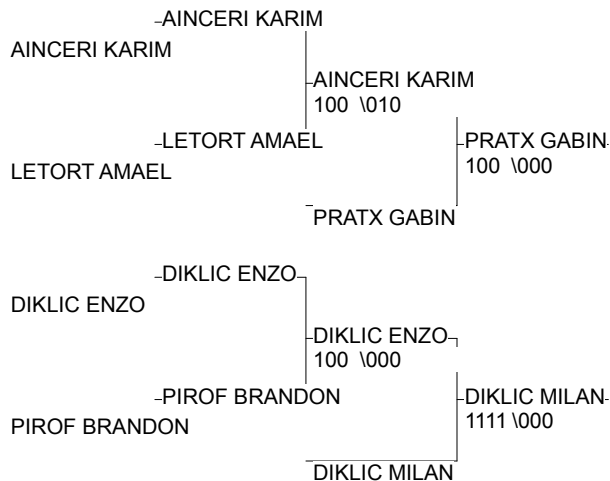 AINCERI KARIM
AINCERI KARIM
AINCERI KARIM
100 \010
LETORT AMAEL
PRATX GABIN
LETORT AMAEL
100 \000
PRATX GABIN
DIKLIC ENZO
DIKLIC ENZO
DIKLIC ENZO
100 \000
PIROF BRANDON
DIKLIC MILAN
PIROF BRANDON
1111 \000
DIKLIC MILAN